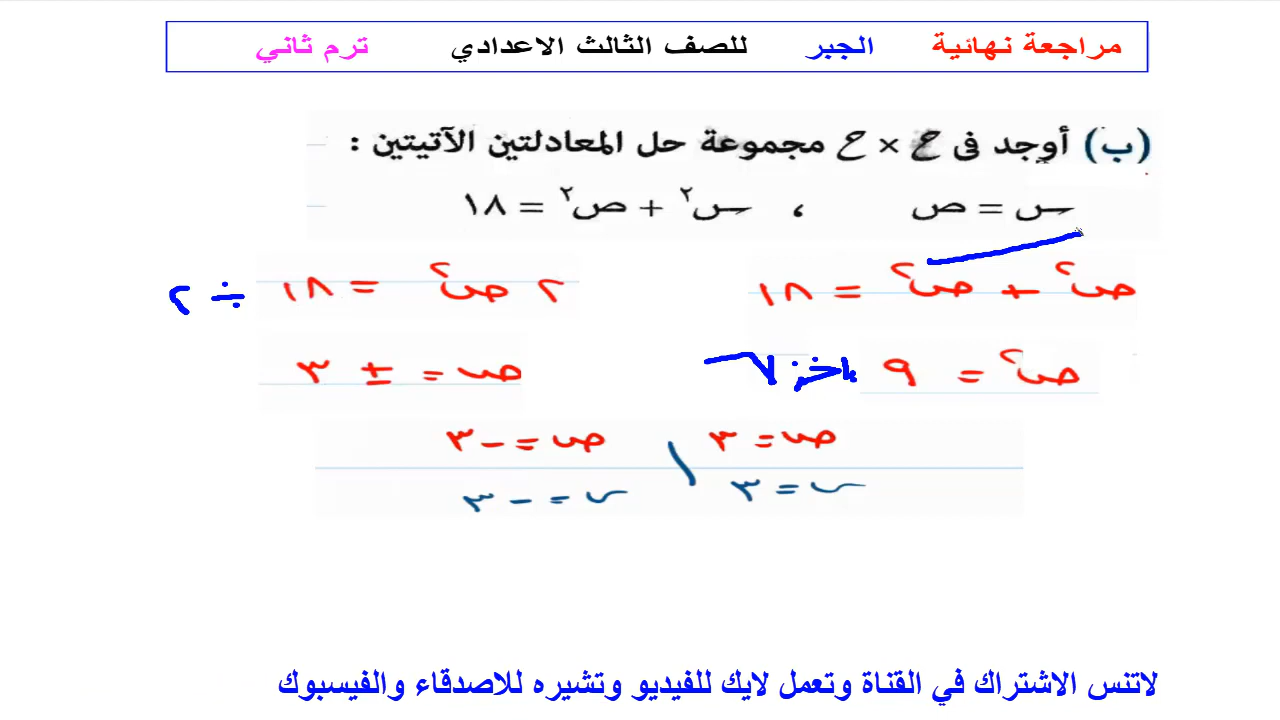 مراجعة نهائية الجبر للصف الثالث الاعدادي ترم ثاني
(ب) أوجد فى ح × ح مجموعة حل المعادلتين الآتيتين :
س = ص ، س٢ + ص٢ = ١٨
ص٢ + ص٢ = ١٨
٢ ص٢ = ١٨ ÷ ٢
ص٢ = ٩ باخز √
ص = ± ٣
ص = ٣ / ص = - ٣
س = ٣ س = - ٣
لاتنس الاشتراك في القناة وتعمل لايك للفيديو وتشيره للاصدقاء والفيسبوك